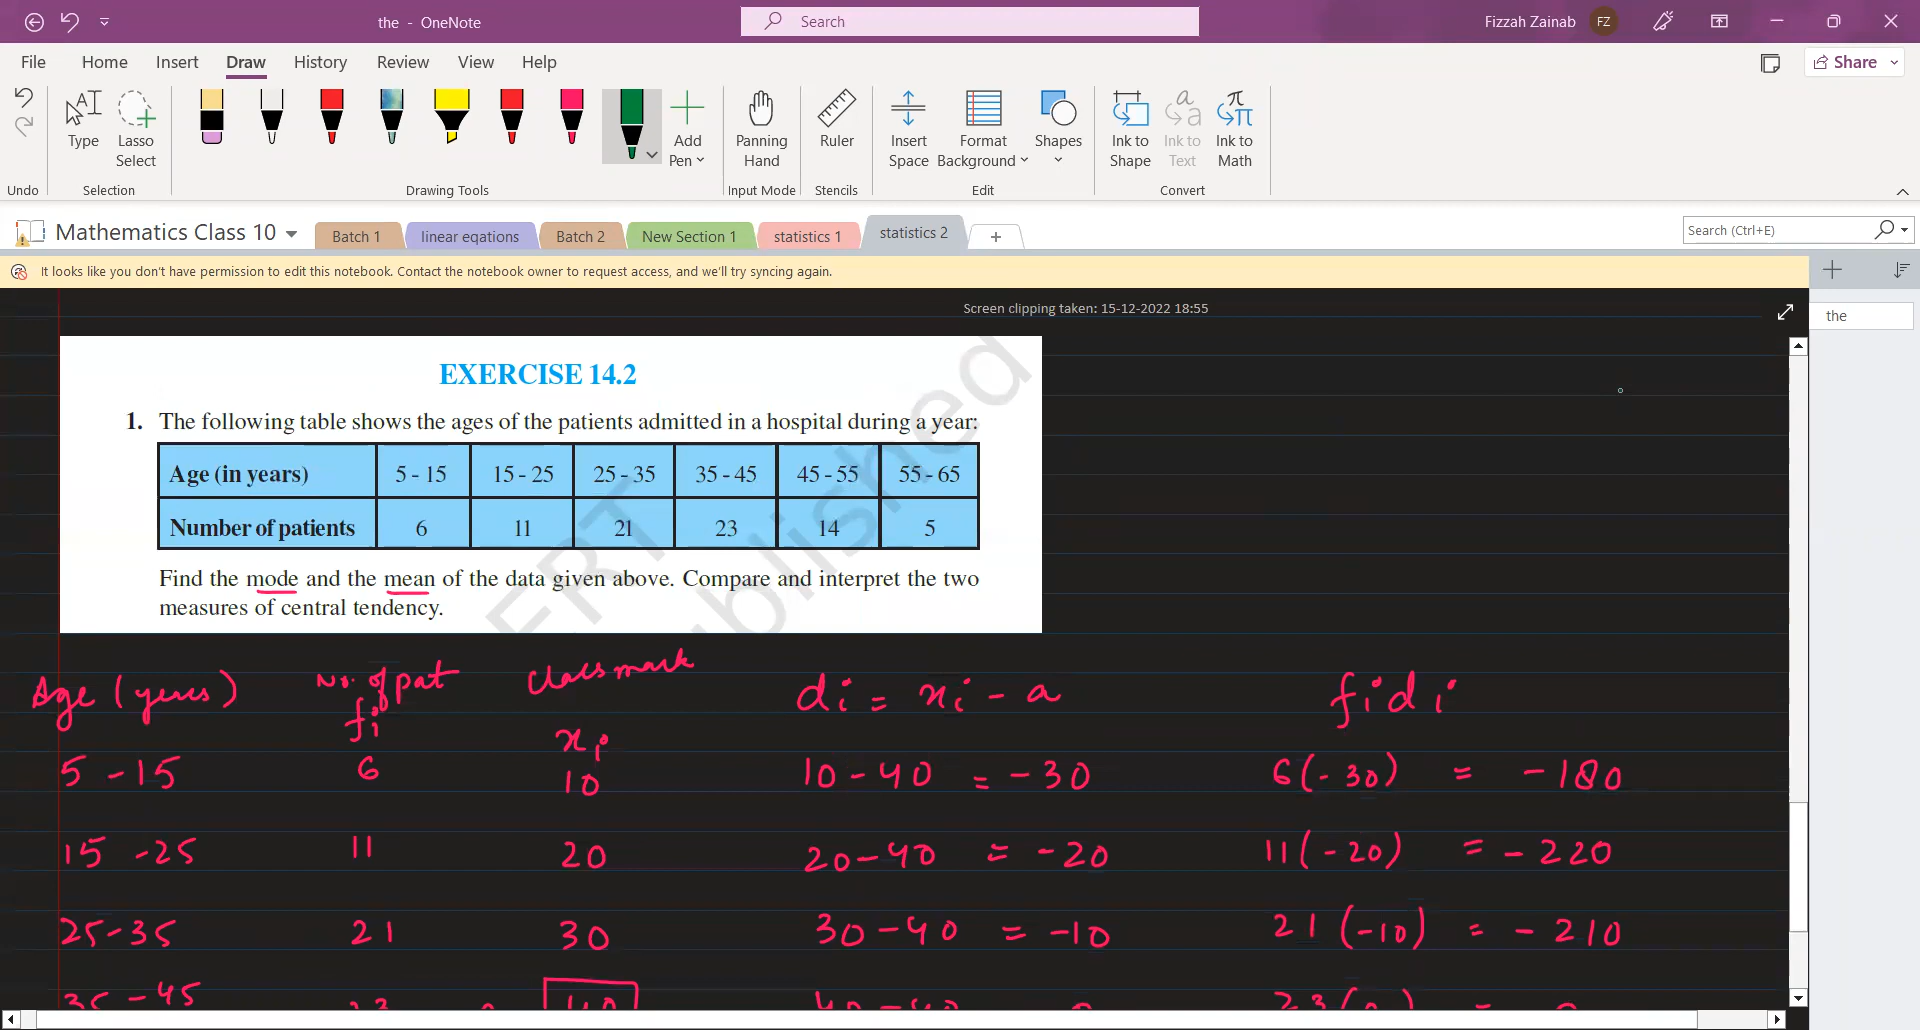 the - OneNote
Search
Fizzah Zainab
FZ
File Home Insert Draw History Review View Help
Share
Type
Lasso Select
Add Pen
Panning Hand
Ruler
Insert Space
Format Background
Shapes
Ink to Shape
Ink to Text
Ink to Math
Undo
Selection
Drawing Tools
Input Mode
Stencils
Edit
Convert
Mathematics Class 10
Batch 1
linear eqations
Batch 2
New Section 1
statistics 1
statistics 2
Search (Ctrl+E)
It looks like you don't have permission to edit this notebook. Contact the notebook owner to request access, and we'll try syncing again.
Screen clipping taken: 15-12-2022 18:55
the
EXERCISE 14.2
1. The following table shows the ages of the patients admitted in a hospital during a year:
Age (in years) 5 - 15 15 - 25 25 - 35 35 - 45 45 - 55 55 - 65
Number of patients 6 11 21 23 14 5
Find the mode and the mean of the data given above. Compare and interpret the two
measures of central tendency.
Age (years) No. of pat fi Class mark xi di = xi - a fidi
5 - 15 6 10 10 - 40 = - 30 6(-30) = - 180
15 - 25 11 20 20 - 40 = - 20 11(-20) = - 220
25 - 35 21 30 30 - 40 = - 10 21(-10) = - 210
35 - 45 23 40 40 - 40 0 23(0) = 0